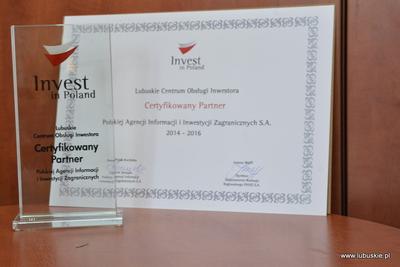 Invest
in Poland
Lubuskie
Centrum Obsługi Inwestora
Certyfikowany
Partner
Polskiej Agencji Informacji
i Inwestycji Zagranicznych
Invest
in Poland
Lubuskie Centrum Obsługi Inwestora
Certyfikowany Partner
Polskiej Agencji Informacji i Inwestycji Zagranicznych S.A.
2014 - 2016
www.lubuskie.pl